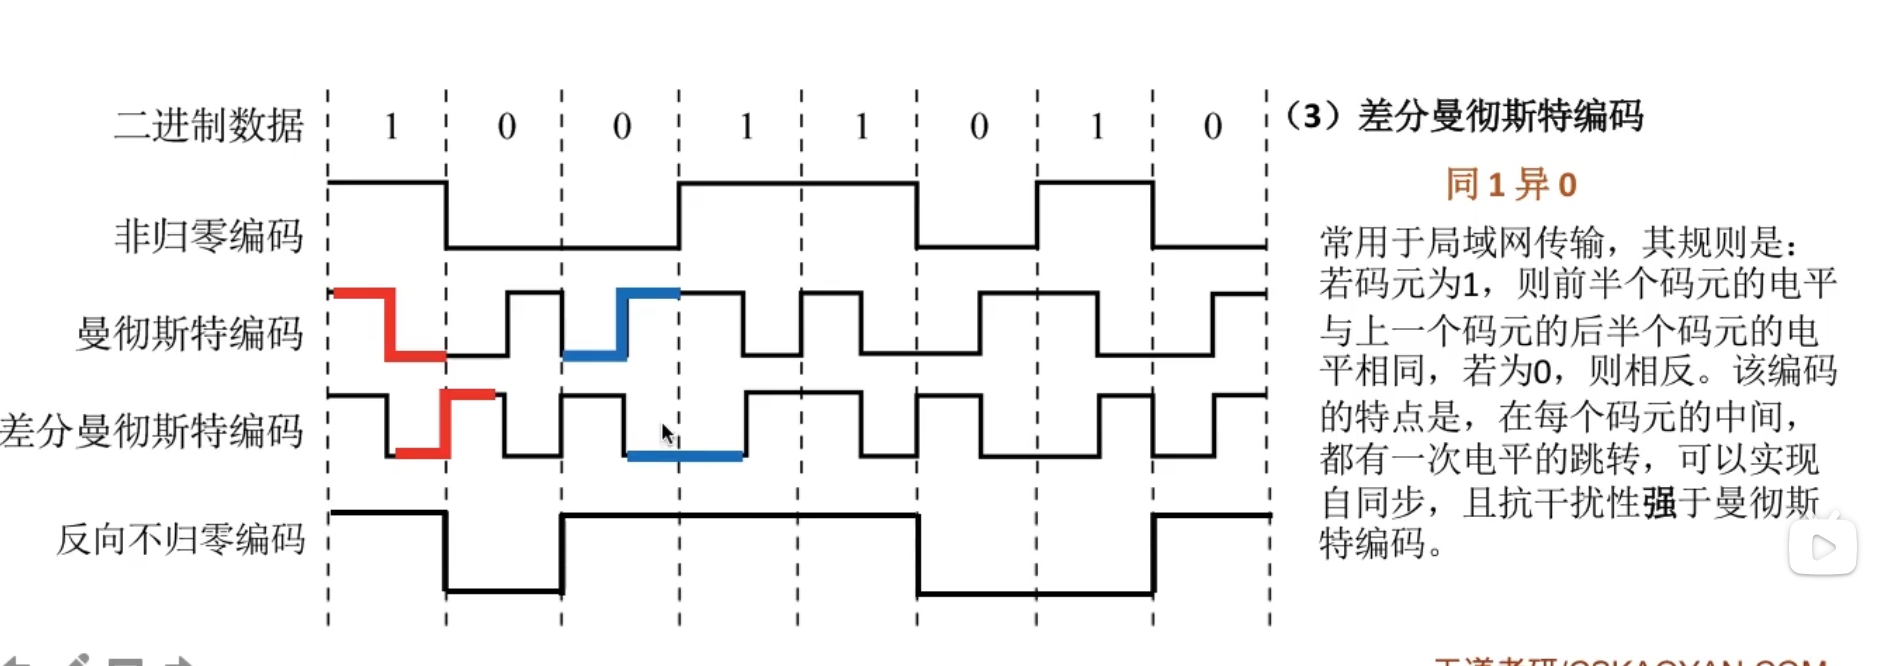 二进制数据 1 0 0 1 1 0 1 0
非归零编码
曼彻斯特编码
差分曼彻斯特编码
反向不归零编码
（3）差分曼彻斯特编码
同 1 异 0
常用于局域网传输，其规则是：
若码元为1，则前半个码元的电平
与上一个码元的后半个码元的电
平相同，若为0，则相反。该编码
的特点是，在每个码元的中间，
都有一次电平的跳转，可以实现
自同步，且抗干扰性强于曼彻斯
特编码。
王道考研/CSKAOYAN.COM